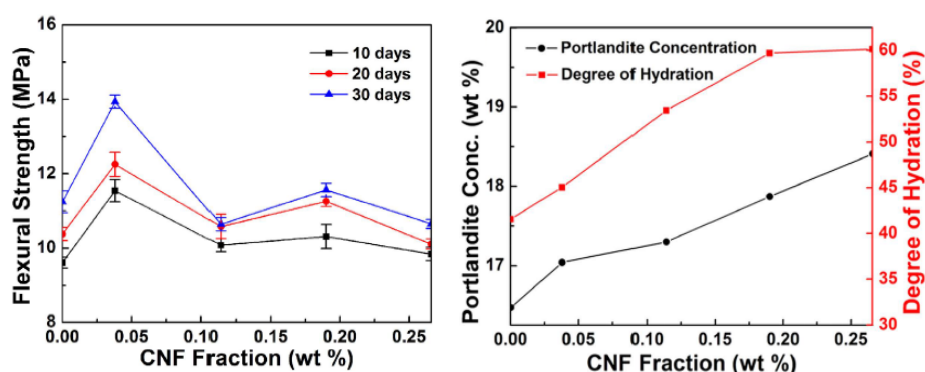 16
14
12
10
8
Flexural Strength (MPa)
10 days
20 days
30 days
0.00
0.05
0.10
0.15
0.20
0.25
CNF Fraction (wt %)
19
18
17
Portlandite Conc. (wt %)
Portlandite Concentration
Degree of Hydration
60
55
50
45
40
35
30
Degree of Hydration (%)
0.00
0.05
0.10
0.15
0.20
0.25
CNF Fraction (wt %)